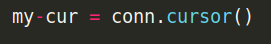 my-cur = conn.cursor()